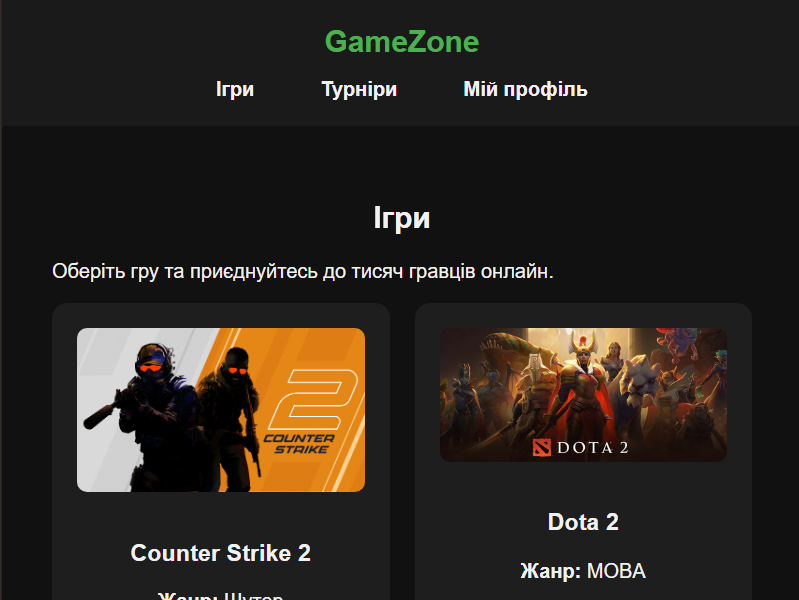 GameZone
Ігри Турніри Мій профіль
Ігри
Оберіть гру та приєднуйтесь до тисяч гравців онлайн.
2
COUNTER
STRIKE
DOTA 2
Counter Strike 2
Dota 2
Жанр: MOBA
Жанр: Шутер